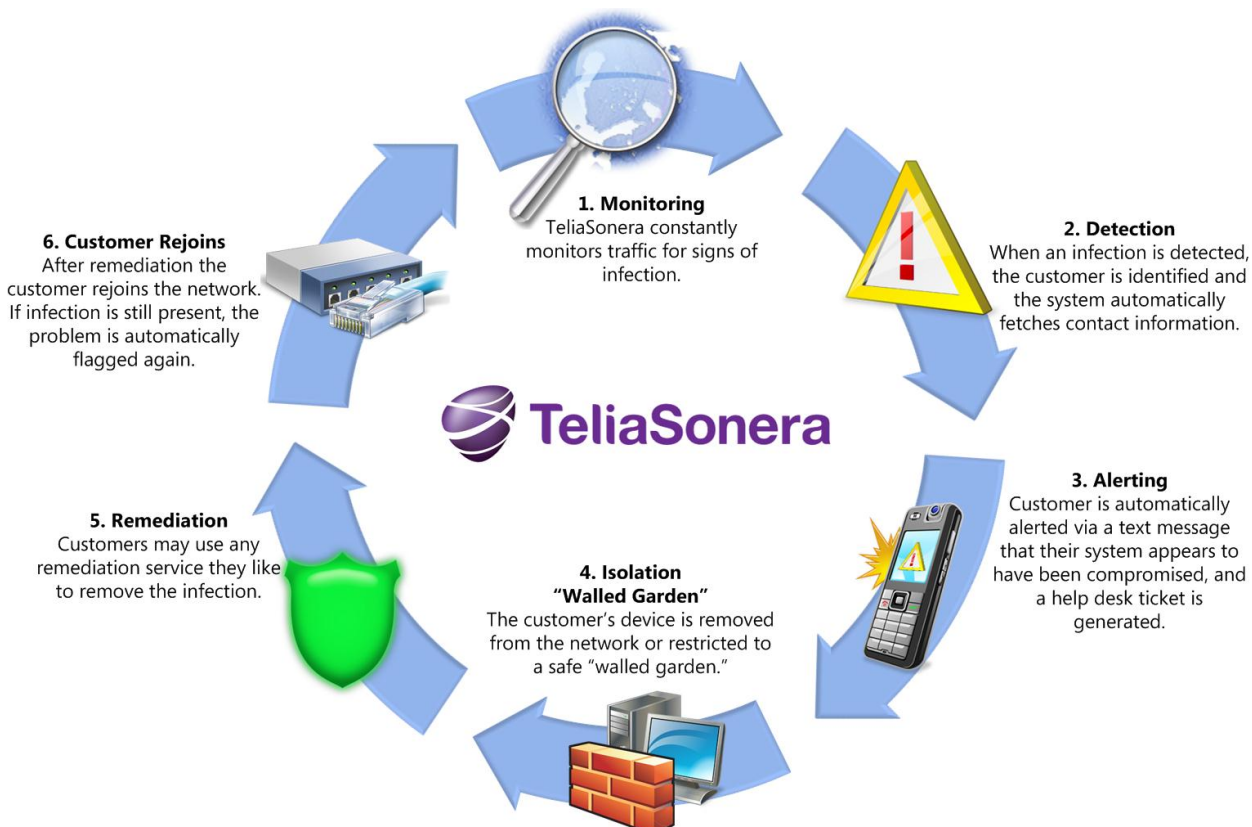 1. Monitoring
TeliaSonera constantly
monitors traffic for signs of
infection.
2. Detection
When an infection is detected,
the customer is identified and
the system automatically
fetches contact information.
3. Alerting
Customer is automatically
alerted via a text message
that their system appears to
have been compromised, and
a help desk ticket is
generated.
4. Isolation
“Walled Garden”
The customer’s device is removed
from the network or restricted to
a safe “walled garden.”
5. Remediation
Customers may use any
remediation service they like
to remove the infection.
6. Customer Rejoins
After remediation the
customer rejoins the network.
If infection is still present, the
problem is automatically
flagged again.
TeliaSonera